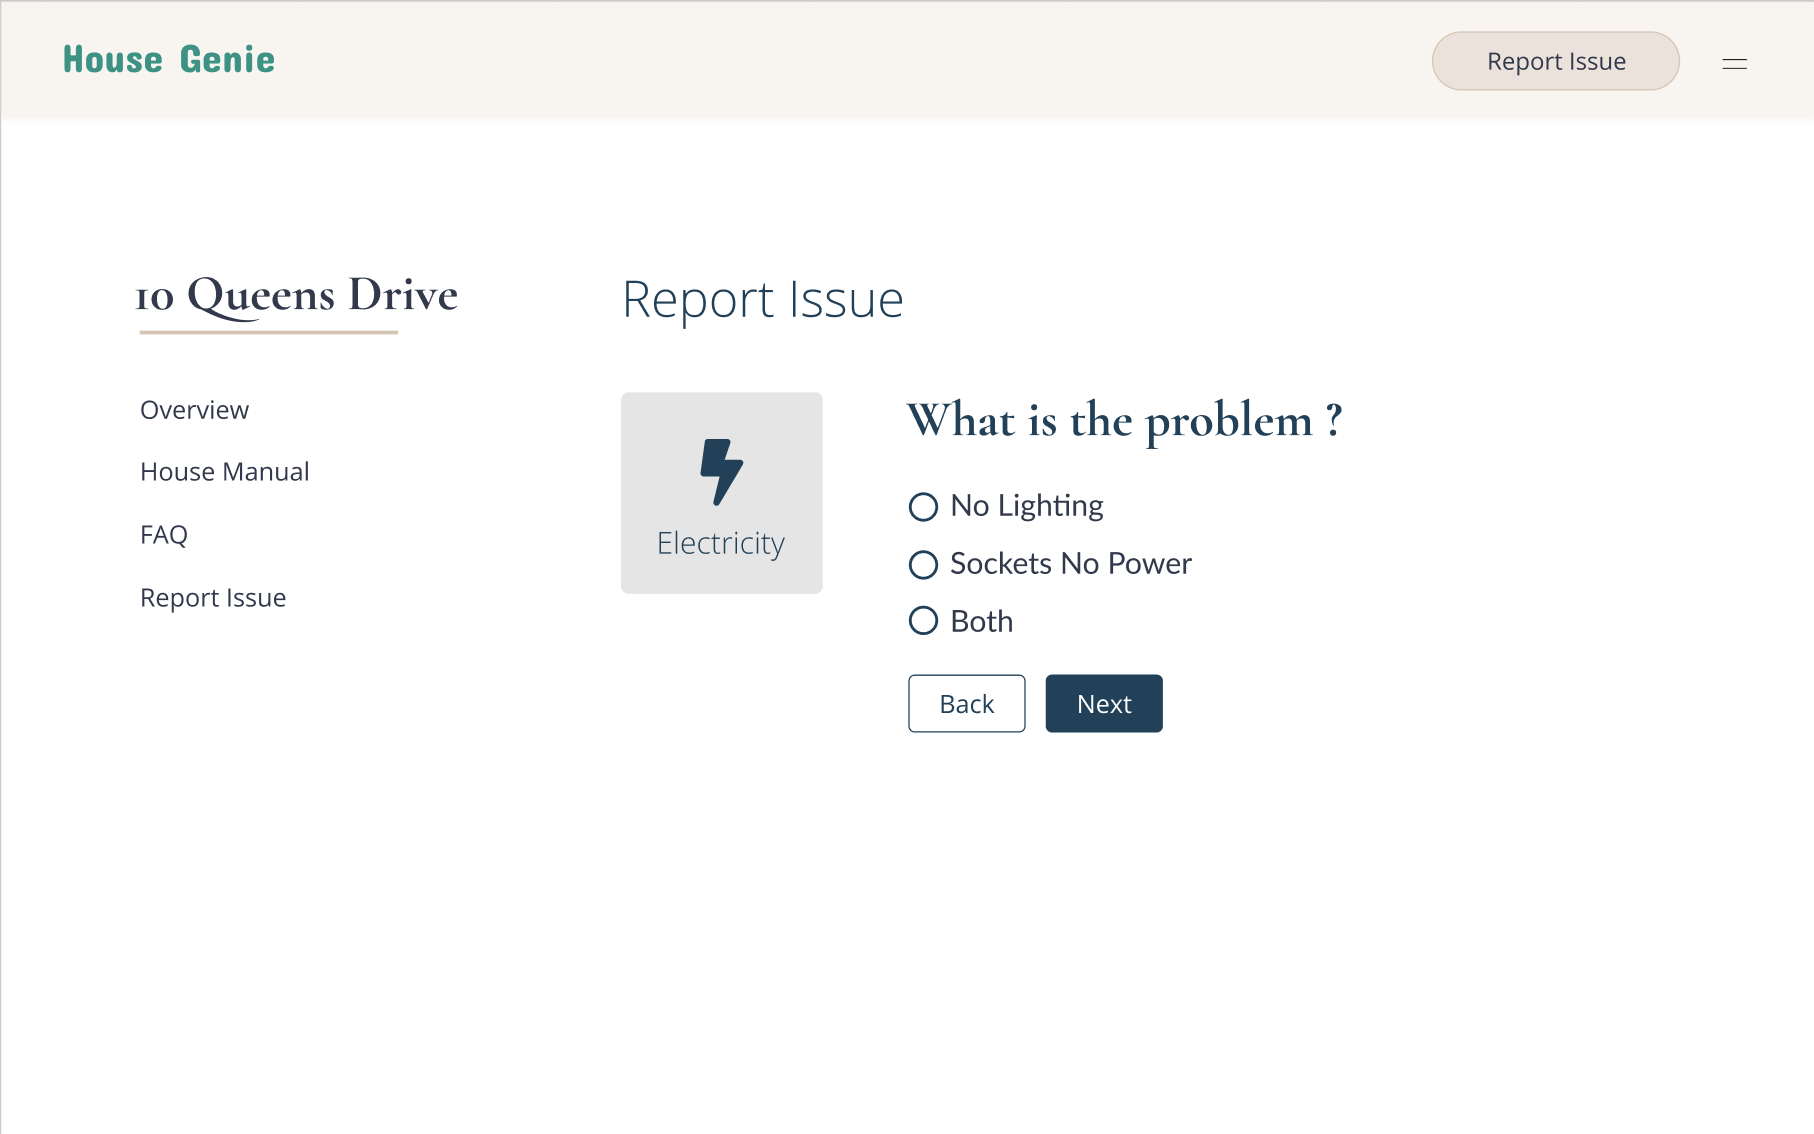 House Genie
Report Issue
10 Queens Drive
Overview
House Manual
FAQ
Report Issue
Report Issue
Electricity
What is the problem ?
No Lighting
Sockets No Power
Both
Back
Next